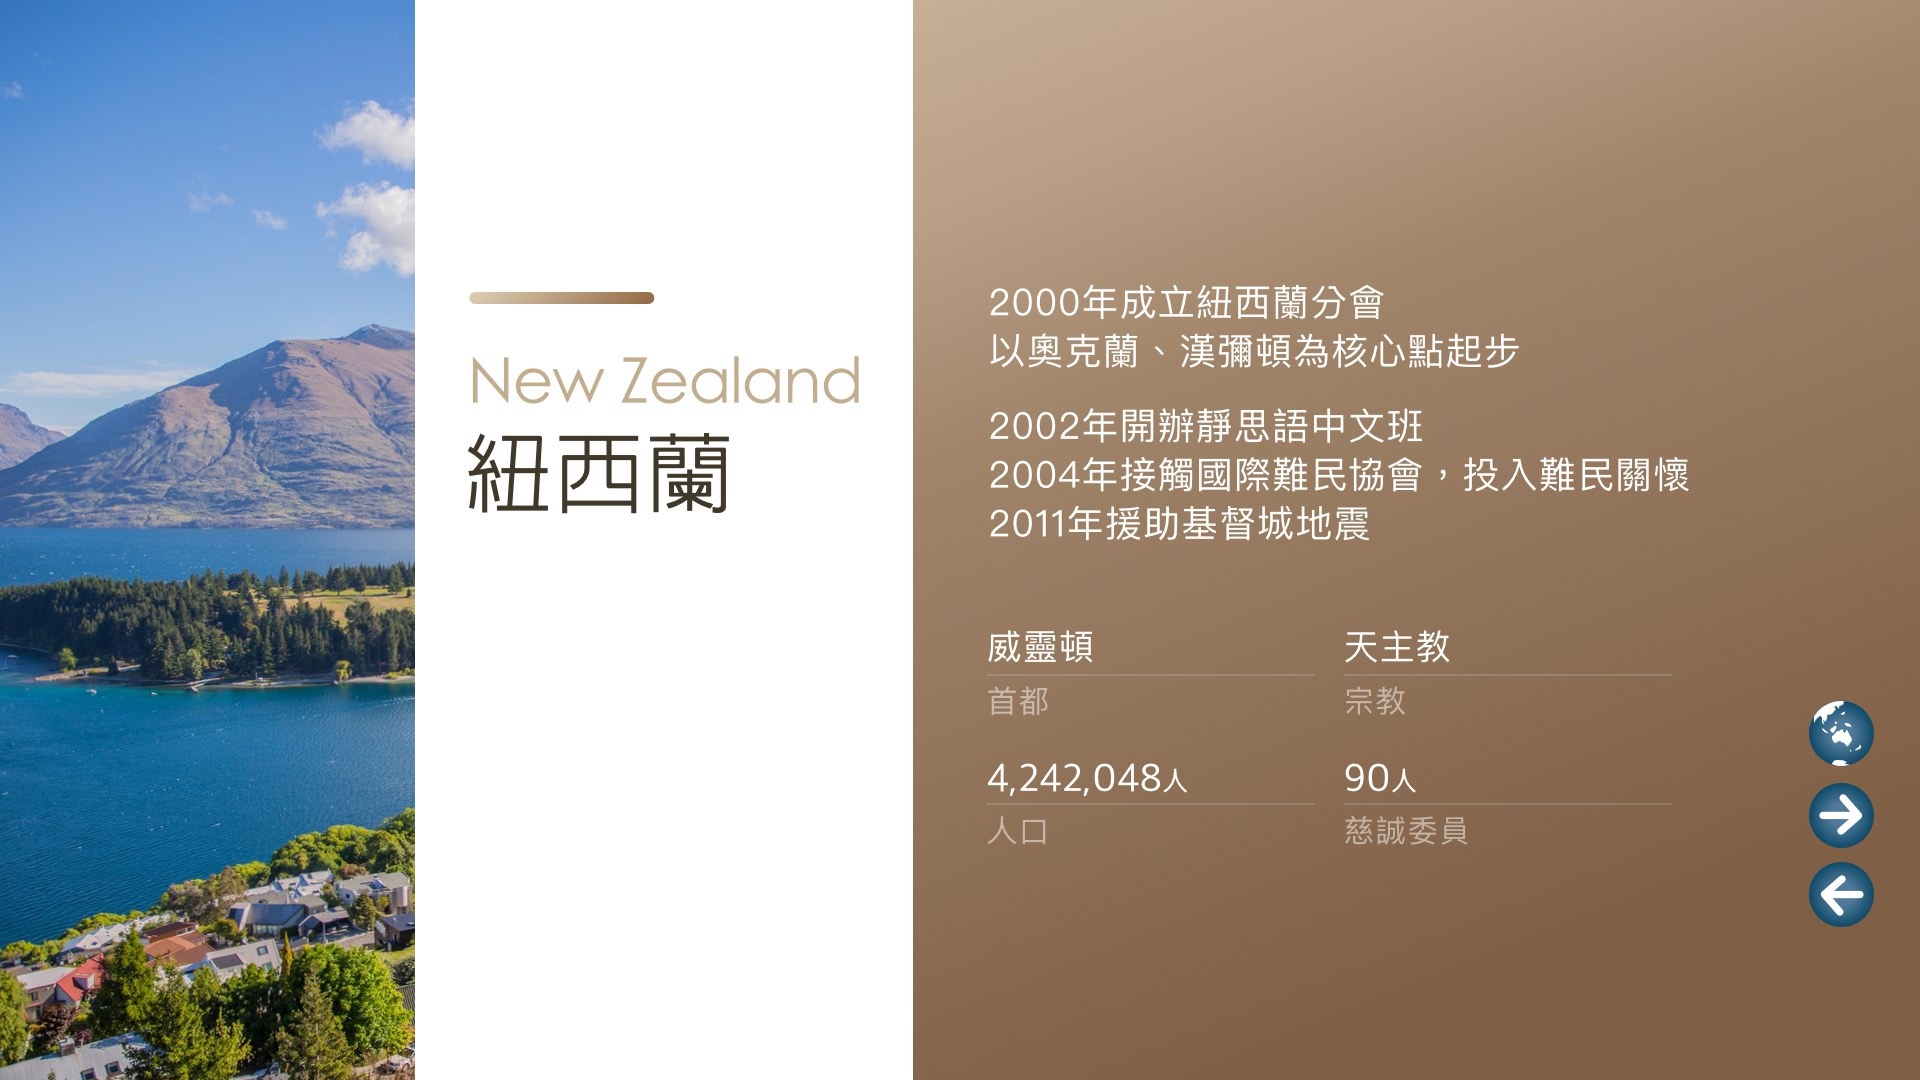 New Zealand
紐西蘭
2000年成立紐西蘭分會
以奧克蘭、漢彌頓為核心點起步
2002年開辦靜思語中文班
2004年接觸國際難民協會，投入難民關懷
2011年援助基督城地震
威靈頓
首都
天主教
宗教
4,242,048人
人口
90人
慈誠委員